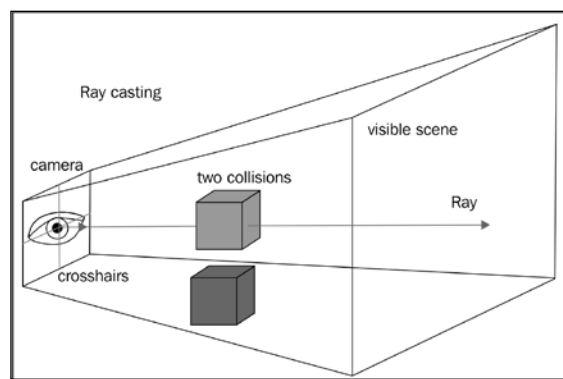 Ray casting
visible scene
camera
two collisions
Ray
crosshairs